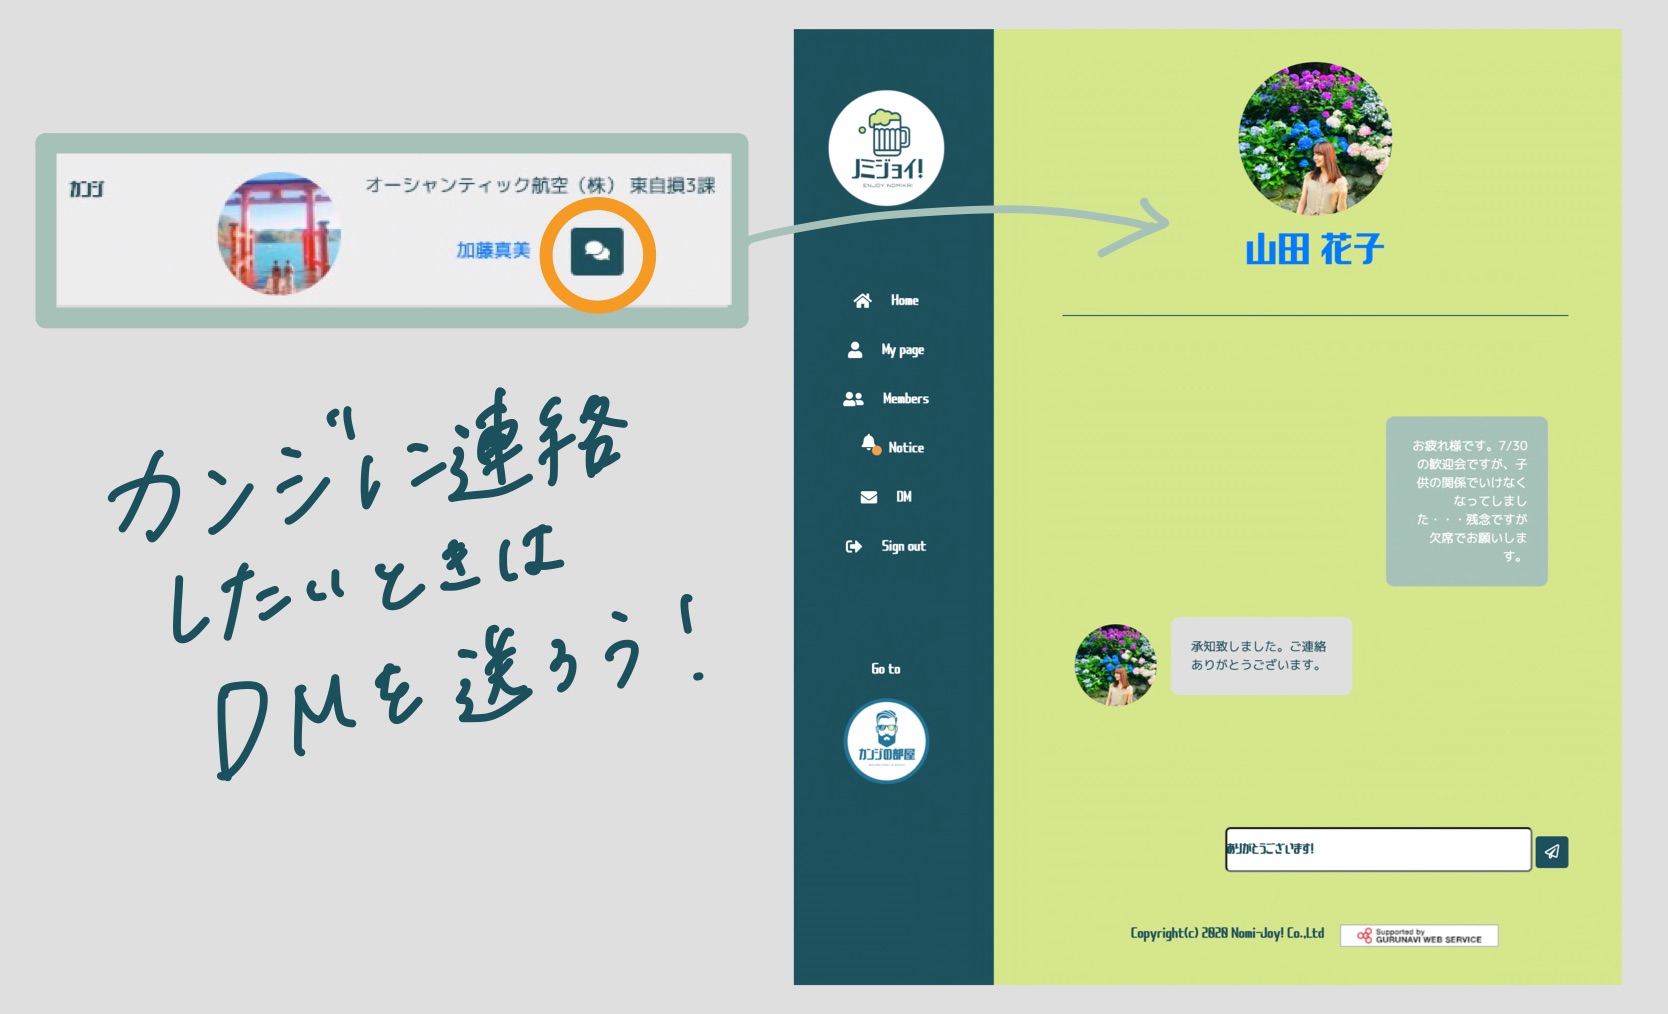 カンジ
オーシャンティック航空（株） 東自損3課
加藤真美
カンジに連絡
したいときは
DMを送ろう！
ノミジョイ!
ENJOY NOMIKAI
Home
My page
Members
Notice
DM
Sign out
Go to
カンジの部屋
山田 花子
お疲れ様です。7/30
の歓迎会ですが、子
供の関係でいけなく
なってしまし
た・・・残念ですが
欠席でお願いしま
す。
承知致しました。ご連絡
ありがとうございます。
ありがとうございます!
Copyright(c) 2020 Nomi-Joy! Co.,Ltd
Supported by
GURUNAVI WEB SERVICE